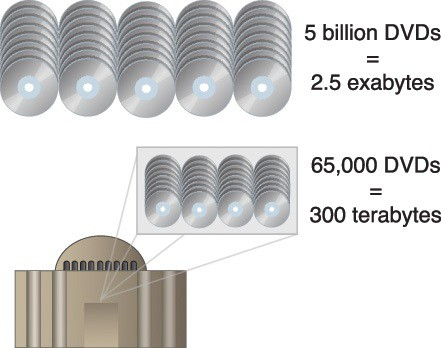 5 billion DVDs
=
2.5 exabytes
65,000 DVDs
=
300 terabytes